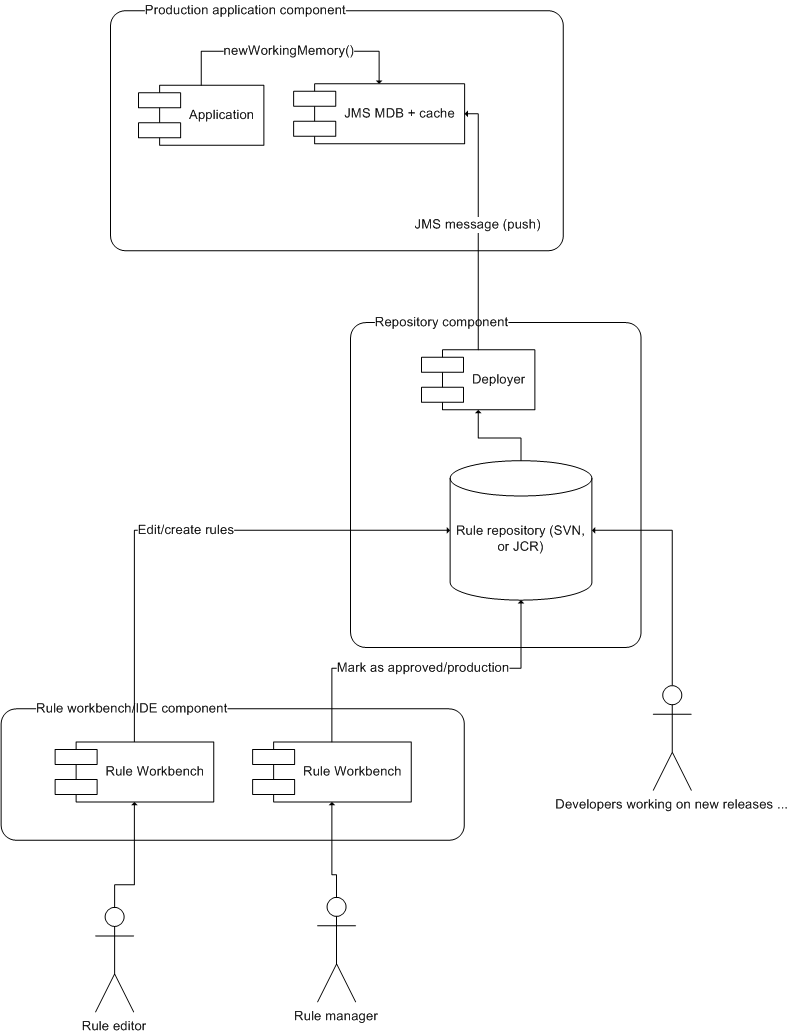 Production application component
newWorkingMemory()
Application
JMS MDB + cache
JMS message (push)
Repository component
Deployer
Rule repository (SVN,
or JCR)
Edit/create rules
Mark as approved/production
Rule workbench/IDE component
Rule Workbench
Rule Workbench
Developers working on new releases ...
Rule editor
Rule manager